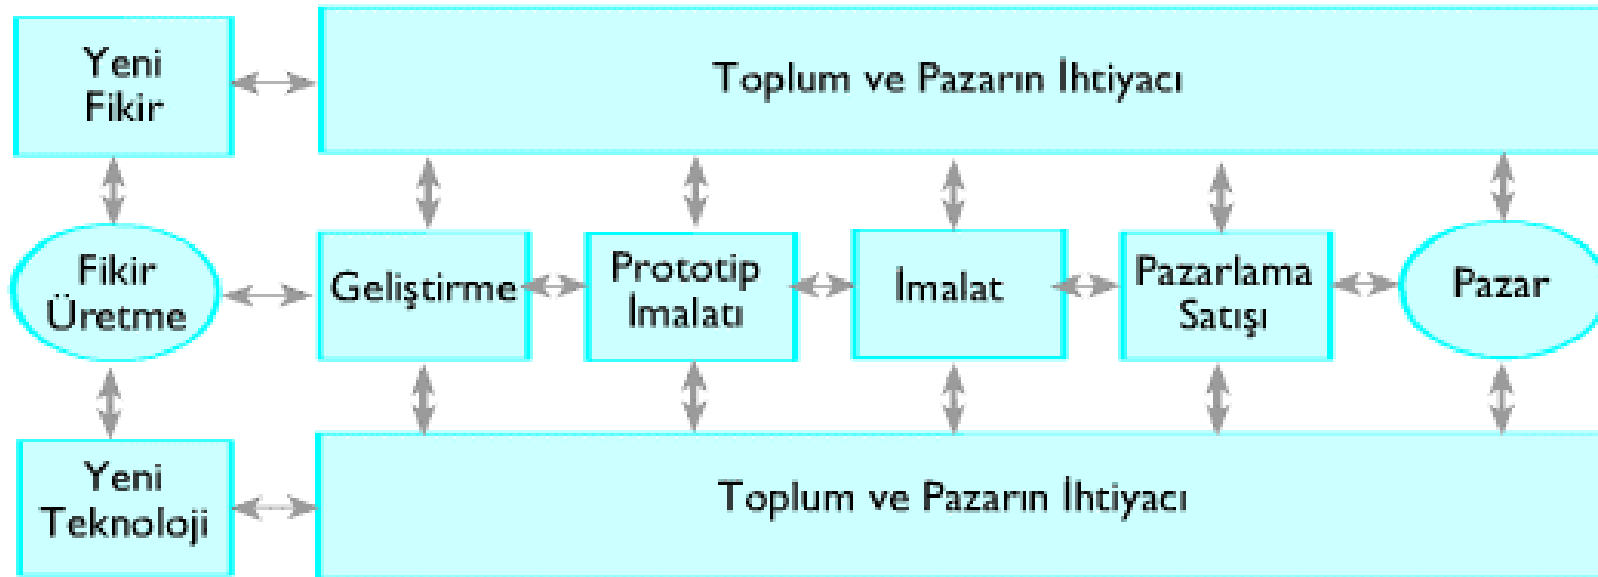 Yeni
Fikir
Toplum ve Pazarın İhtiyacı
Fikir
Üretme
Geliştirme
Prototip
İmalatı
İmalat
Pazarlama
Satışı
Pazar
Yeni
Teknoloji
Toplum ve Pazarın İhtiyacı